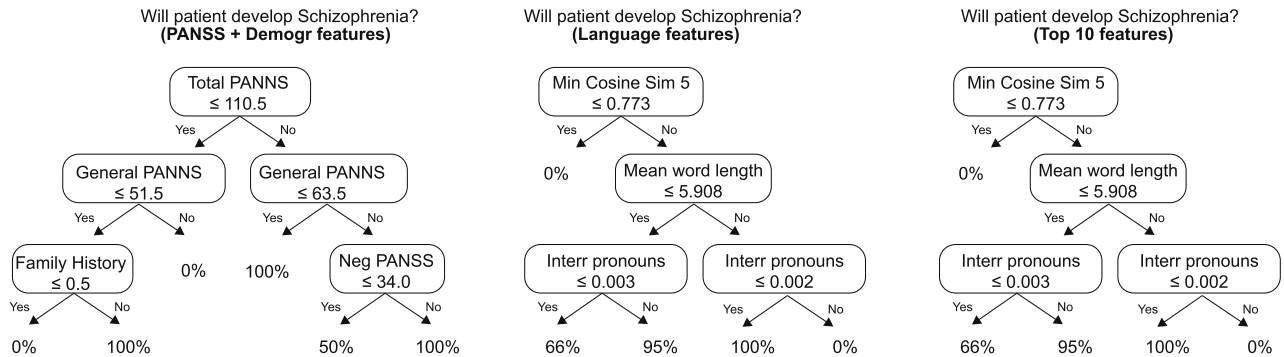 Will patient develop Schizophrenia?
(PANSS + Demogr features)
Total PANNS
≤ 110.5
Yes
No
General PANNS
≤ 51.5
General PANNS
≤ 63.5
Yes
No
Yes
No
Family History
≤ 0.5
0%
100%
Neg PANSS
≤ 34.0
Yes
No
Yes
No
0%
100%
50%
100%
Will patient develop Schizophrenia?
(Language features)
Min Cosine Sim 5
≤ 0.773
Yes
No
0%
Mean word length
≤ 5.908
Yes
No
Interr pronouns
≤ 0.003
Interr pronouns
≤ 0.002
Yes
No
Yes
No
66%
95%
100%
0%
Will patient develop Schizophrenia?
(Top 10 features)
Min Cosine Sim 5
≤ 0.773
Yes
No
0%
Mean word length
≤ 5.908
Yes
No
Interr pronouns
≤ 0.003
Interr pronouns
≤ 0.002
Yes
No
Yes
No
66%
95%
100%
0%